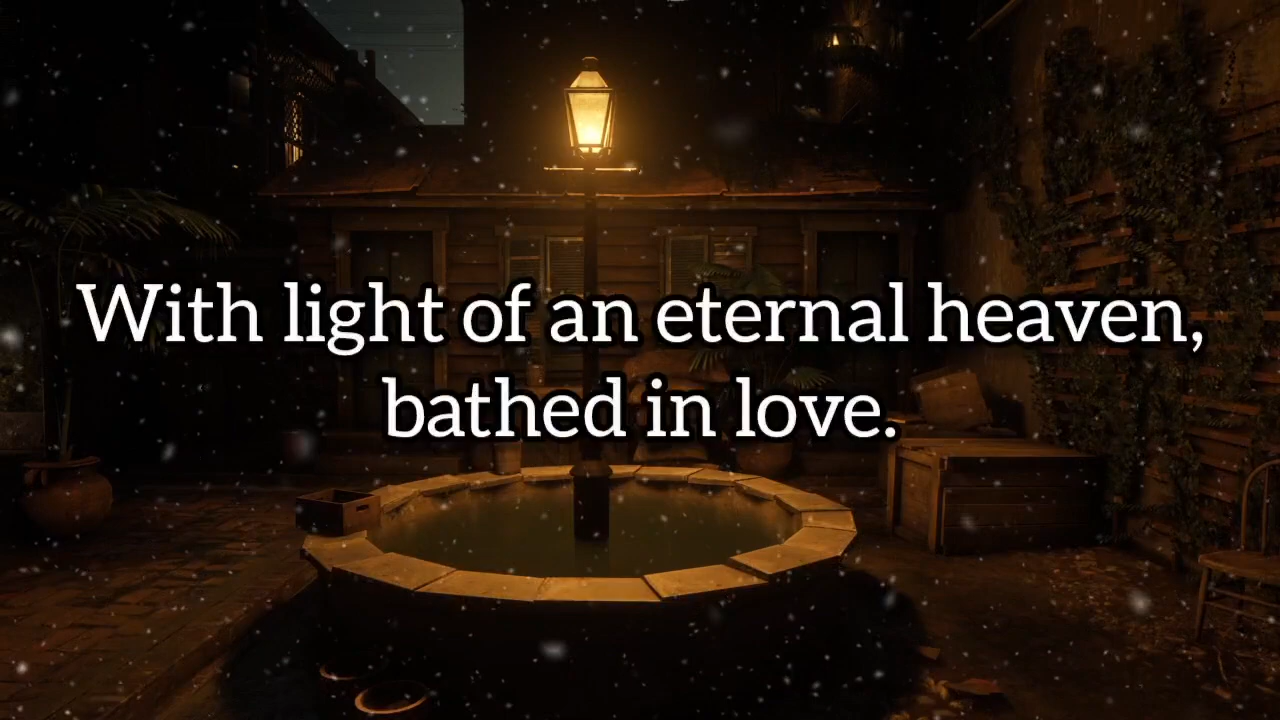 With light of an eternal heaven,
bathed in love.